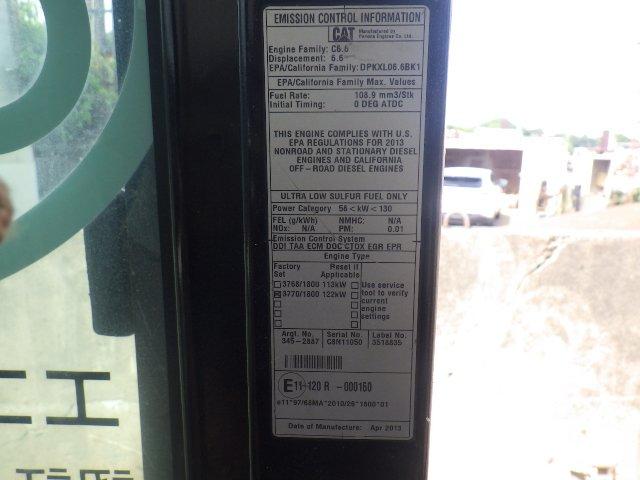 EMISSION CONTROL INFORMATION
CAT Manufactured by
Perkins Engines Co. Ltd.
Engine Family: C6.6
Displacement: 6.6
EPA/California Family: DPKXL06.6BK1
EPA/California Family Max. Values
Fuel Rate: 108.9 mm3/Stk
Initial Timing: 0 DEG ATDC
THIS ENGINE COMPLIES WITH U.S.
EPA REGULATIONS FOR 2013
NONROAD AND STATIONARY DIESEL
ENGINES AND CALIFORNIA
OFF-ROAD DIESEL ENGINES
ULTRA LOW SULFUR FUEL ONLY
Power Category 56 < kW < 130
FEL (g/kWh) NMHC: N/A
NOx: N/A PM: 0.01
Emission Control System
DDI TAA ECM DOC CTOX EGR EPR
Engine Type
Factory Set Reset if Applicable
3768/1800 113kW
3770/1800 122kW
Use service
tool to verify
current
engine
settings
Argt. No. Serial No. Label No.
345-2887 C8N11050 3518835
E 11-120 R -000160
e11*97/68MA*2010/26*1800*01
Date of Manufacture: Apr 2013